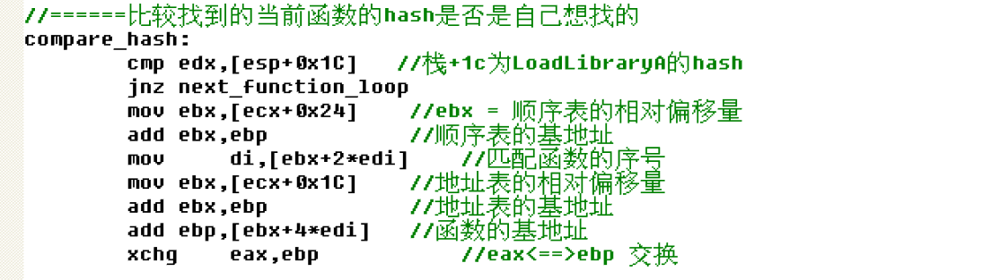 //======比较找到的当前函数的hash是否是自己想找的
compare_hash:
cmp edx,[esp+0x1C] //栈+1c为LoadLibraryA的hash
jnz next_function_loop
mov ebx,[ecx+0x24] //ebx = 顺序表的相对偏移量
add ebx,ebp //顺序表的基地址
mov di,[ebx+2*edi] //匹配函数的序号
mov ebx,[ecx+0x1C] //地址表的相对偏移量
add ebx,ebp //地址表的基地址
add ebp,[ebx+4*edi] //函数的基地址
xchg eax,ebp //eax<==>ebp 交换